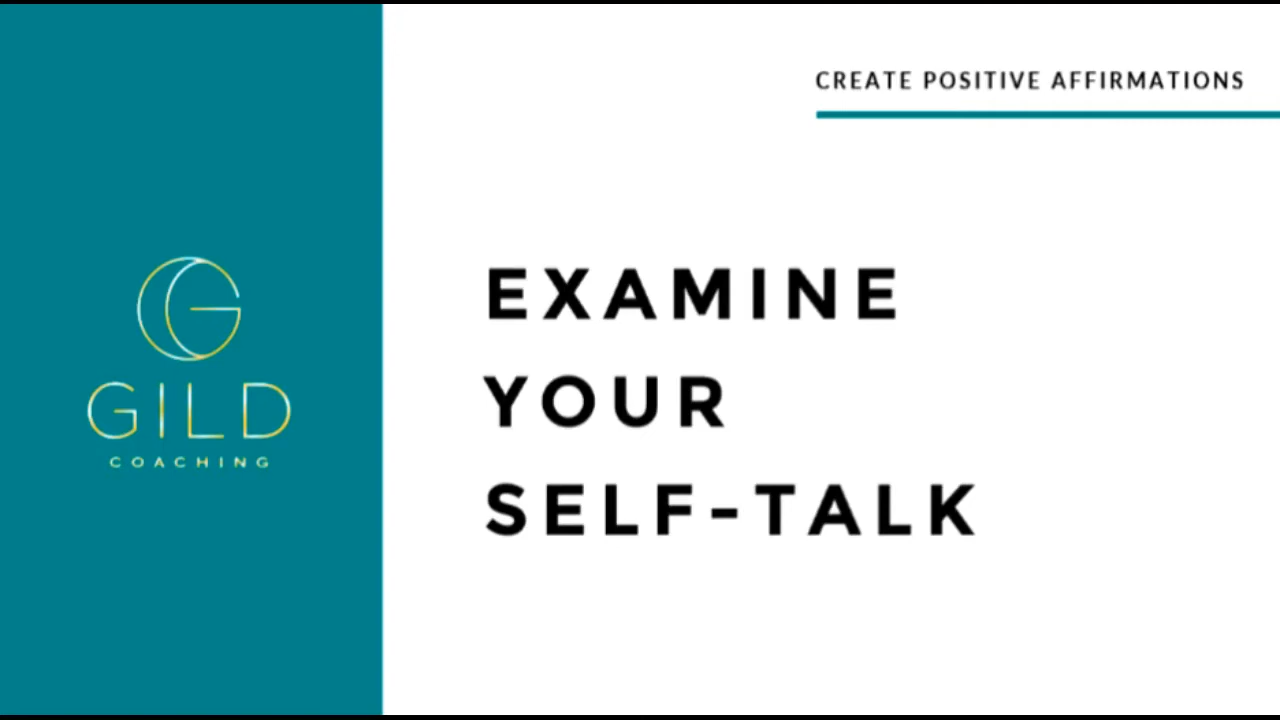 CREATE POSITIVE AFFIRMATIONS
EXAMINE
YOUR
SELF-TALK
GILD
COACHING